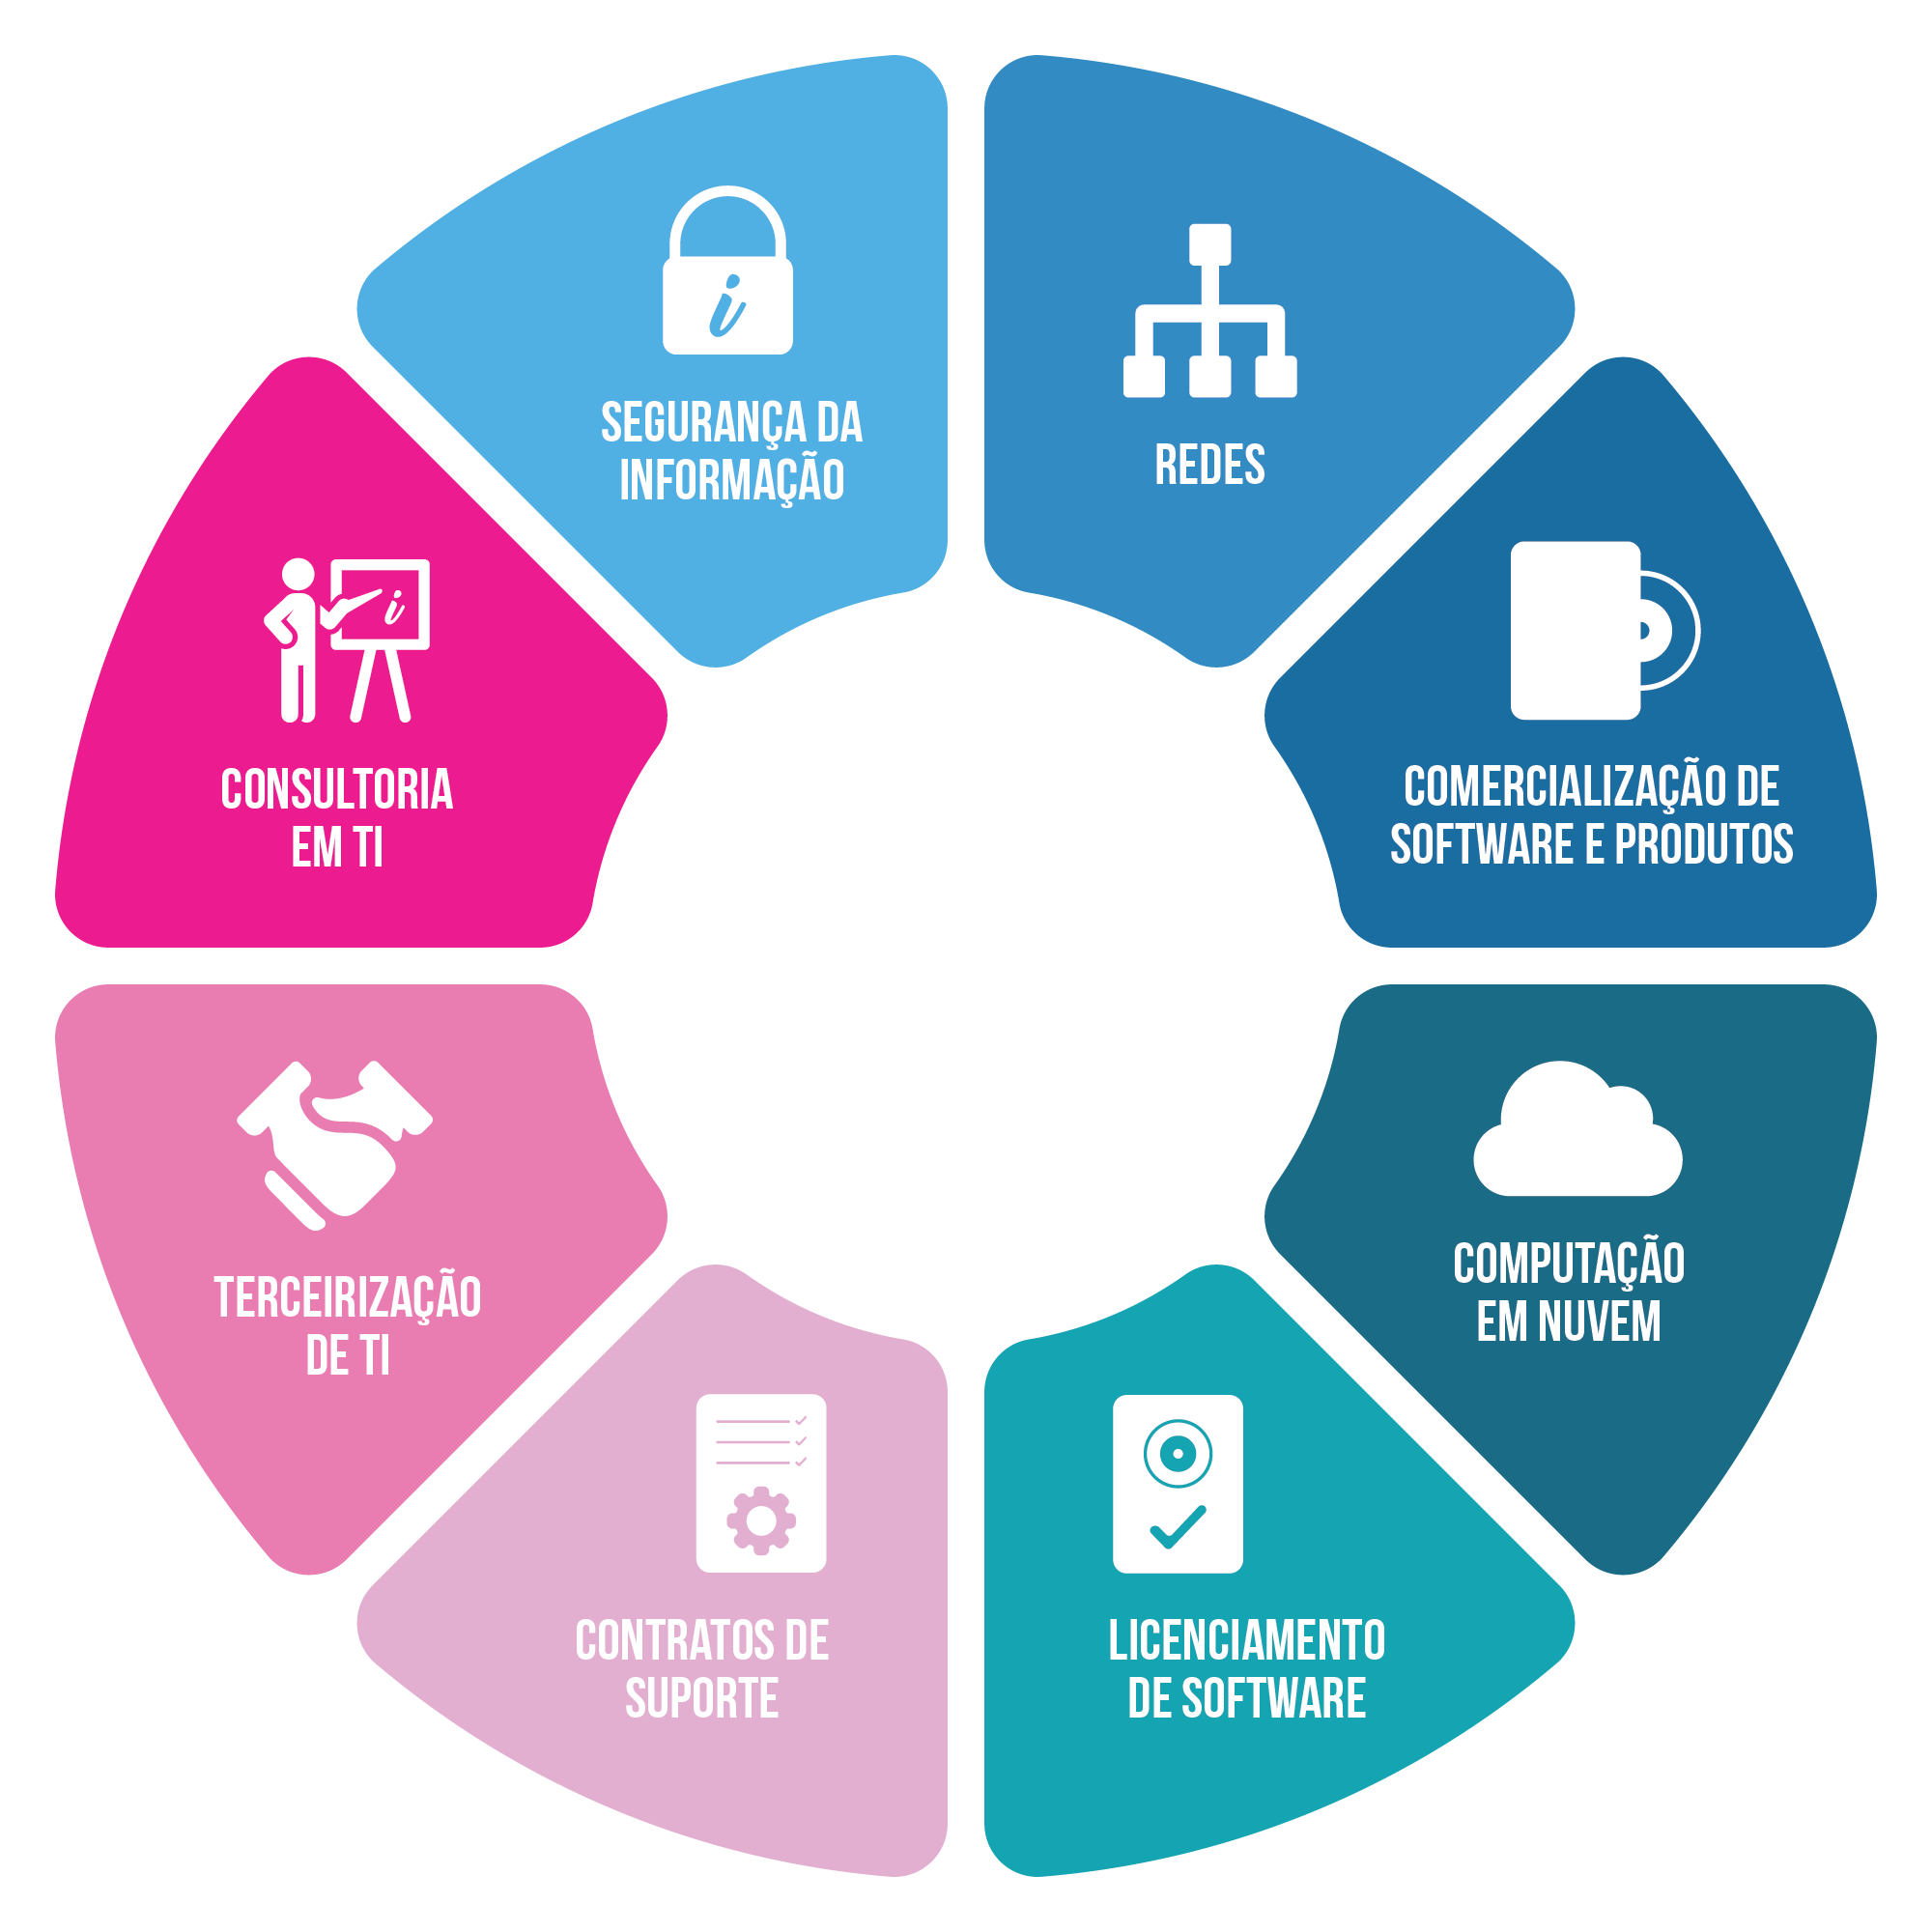 SEGURANÇA DA
INFORMAÇÃO
REDES
COMERCIALIZAÇÃO DE
SOFTWARE E PRODUTOS
COMPUTAÇÃO
EM NUVEM
LICENCIAMENTO
DE SOFTWARE
CONTRATOS DE
SUPORTE
TERCEIRIZAÇÃO
DE TI
CONSULTORIA
EM TI
i
i